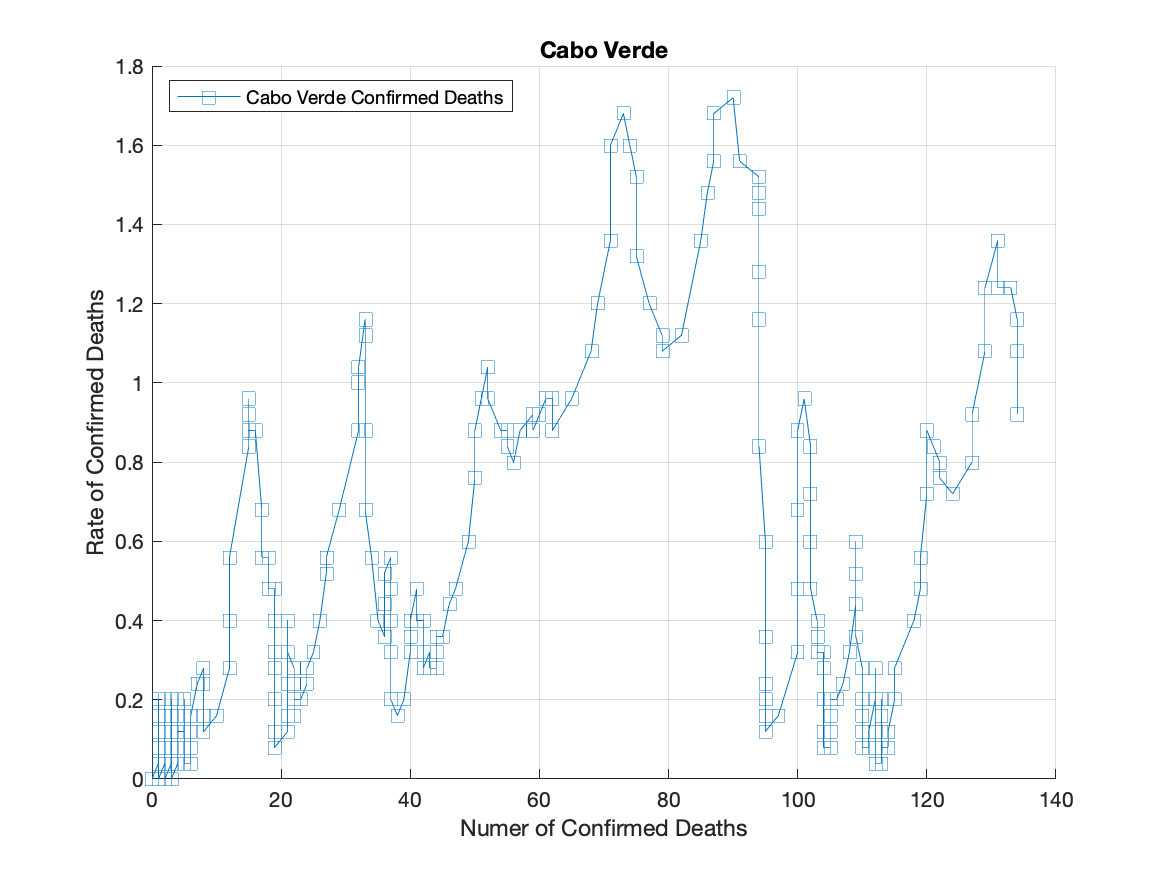 Cabo Verde
Cabo Verde Confirmed Deaths
Rate of Confirmed Deaths
1.8
1.6
1.4
1.2
1
0.8
0.6
0.4
0.2
0
0 20 40 60 80 100 120 140
Numer of Confirmed Deaths